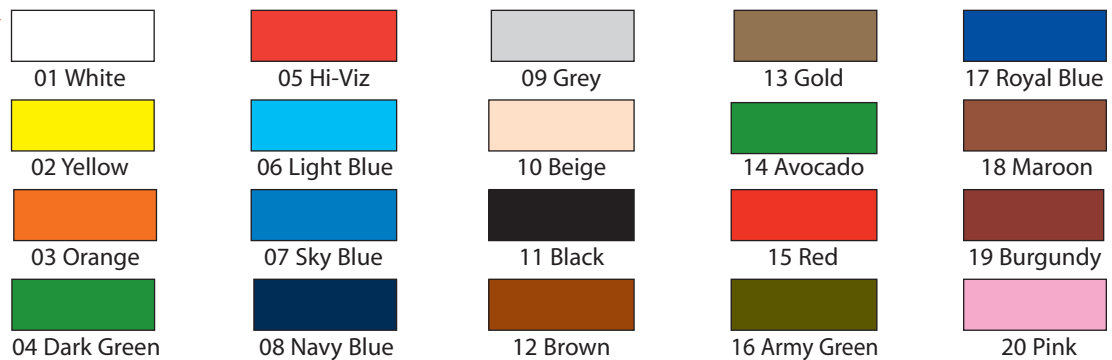 01 White
02 Yellow
03 Orange
04 Dark Green
05 Hi-Viz
06 Light Blue
07 Sky Blue
08 Navy Blue
09 Grey
10 Beige
11 Black
12 Brown
13 Gold
14 Avocado
15 Red
16 Army Green
17 Royal Blue
18 Maroon
19 Burgundy
20 Pink